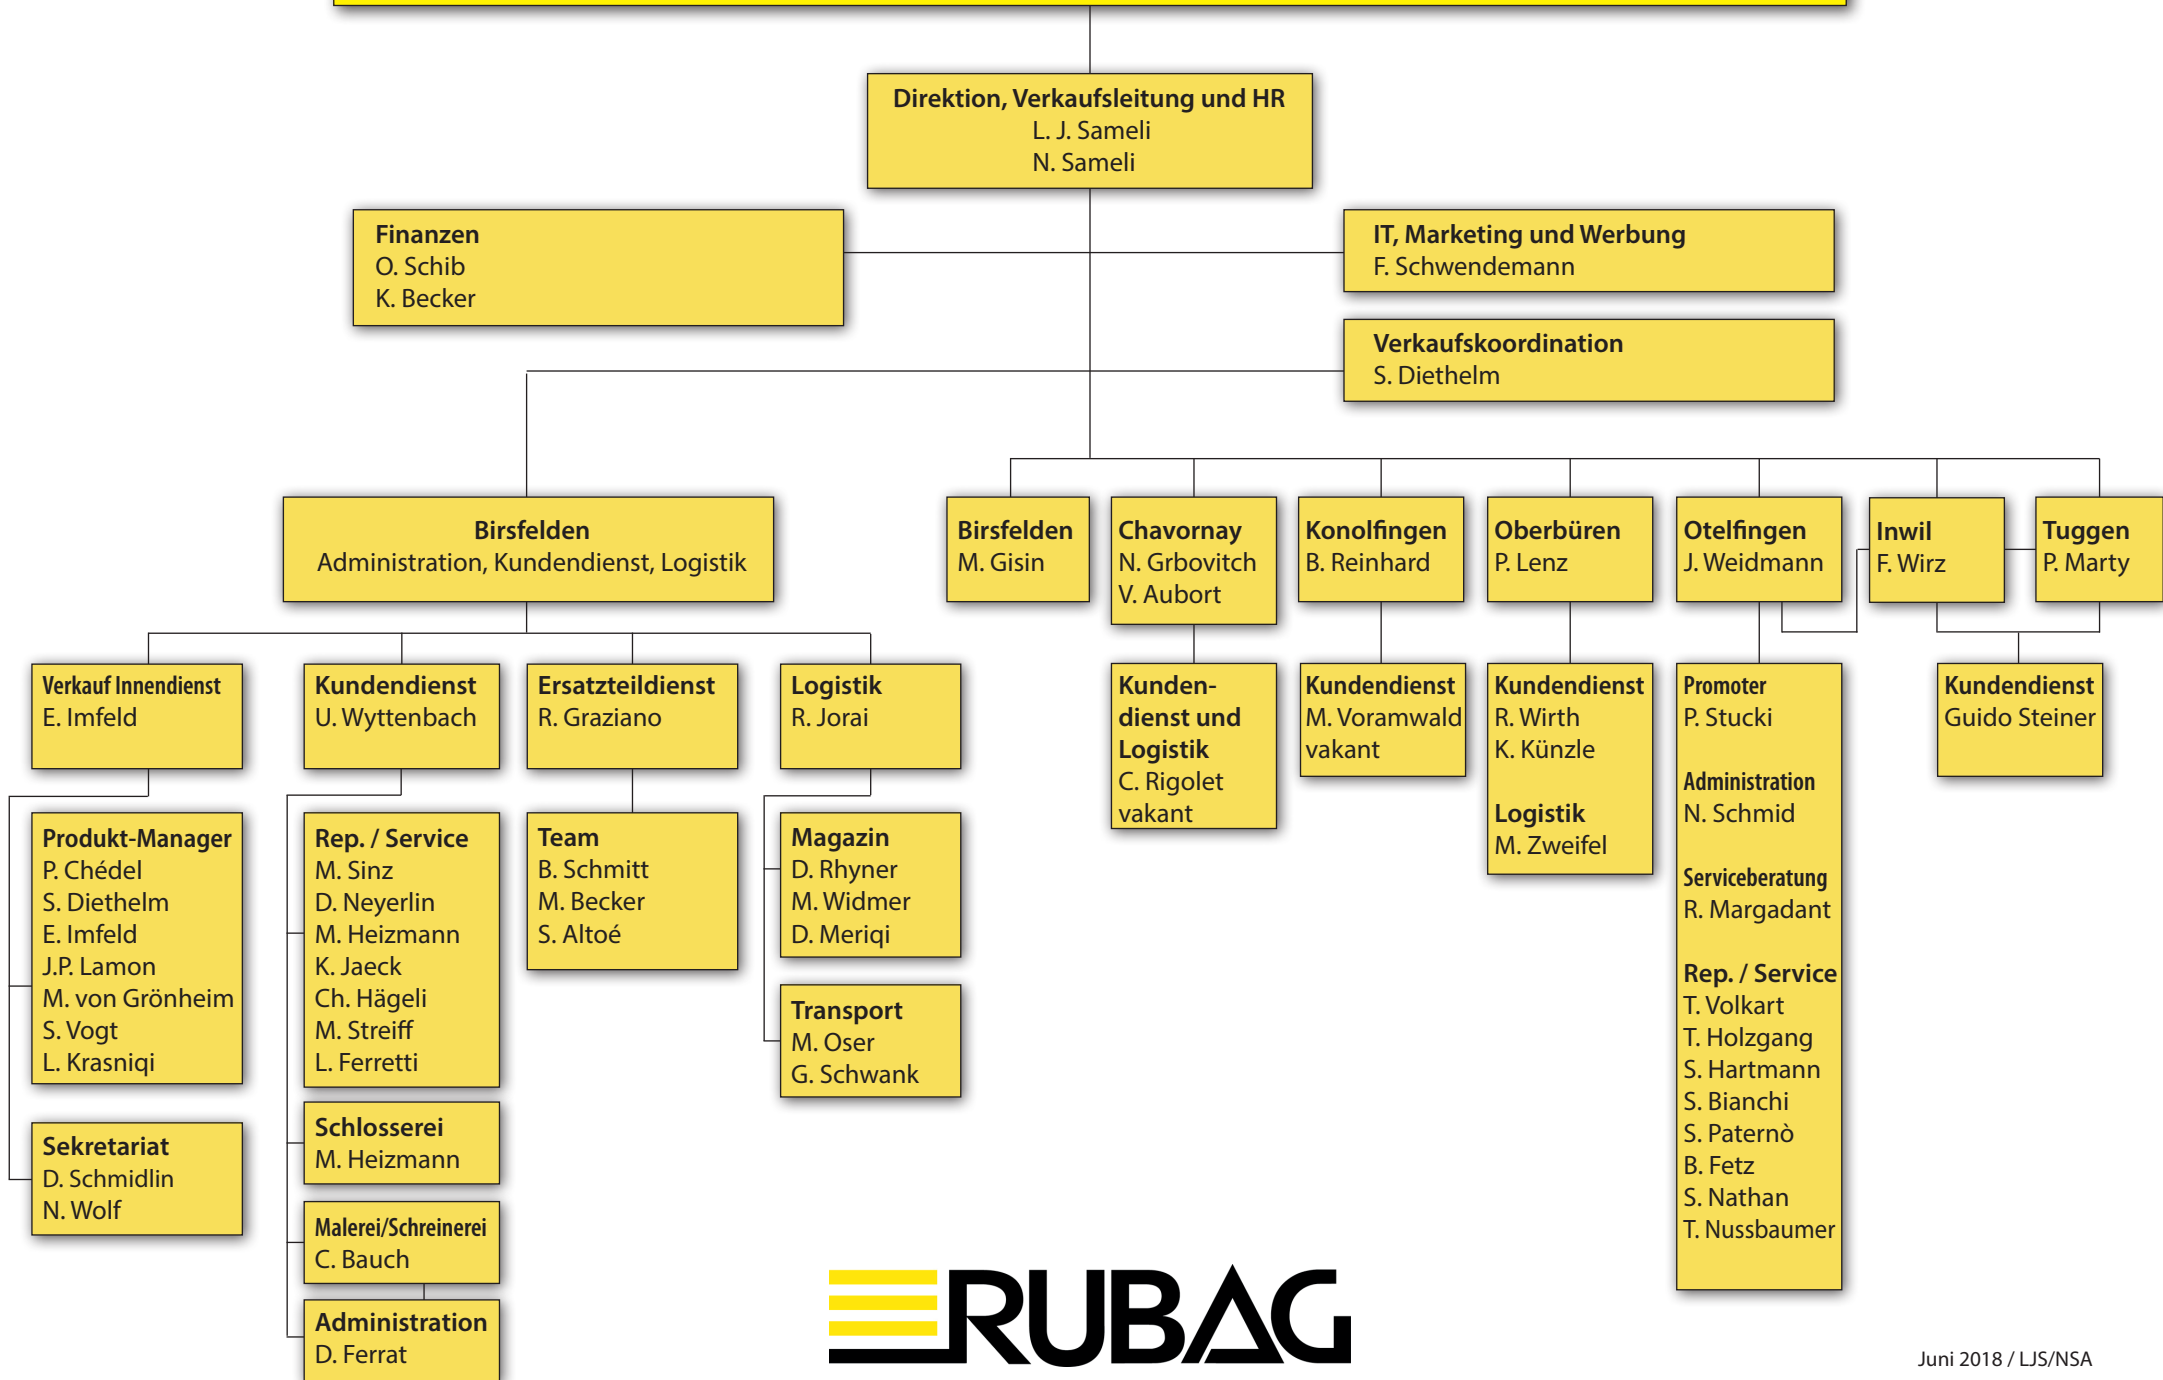 Direktion, Verkaufsleitung und HR
L. J. Sameli
N. Sameli
Finanzen
O. Schib
K. Becker
IT, Marketing und Werbung
F. Schwendemann
Verkaufskoordination
S. Diethelm
Birsfelden
Administration, Kundendienst, Logistik
Birsfelden
M. Gisin
Chavornay
N. Grbovitch
V. Aubort
Konolfingen
B. Reinhard
Oberbüren
P. Lenz
Otelfingen
J. Weidmann
Inwil
F. Wirz
Tuggen
P. Marty
Verkauf Innendienst
E. Imfeld
Kundendienst
U. Wyttenbach
Ersatzteildienst
R. Graziano
Logistik
R. Jorai
Kunden-
dienst und
Logistik
C. Rigolet
vakant
Kundendienst
M. Voramwald
vakant
Kundendienst
R. Wirth
K. Künzle
Logistik
M. Zweifel
Promoter
P. Stucki
Administration
N. Schmid
Serviceberatung
R. Margadant
Rep. / Service
T. Volkart
T. Holzgang
S. Hartmann
S. Bianchi
S. Paternò
B. Fetz
S. Nathan
T. Nussbaumer
Kundendienst
Guido Steiner
Produkt-Manager
P. Chédel
S. Diethelm
E. Imfeld
J.P. Lamon
M. von Grönheim
S. Vogt
L. Krasniqi
Sekretariat
D. Schmidlin
N. Wolf
Rep. / Service
M. Sinz
D. Neyerlin
M. Heizmann
K. Jaeck
Ch. Hägeli
M. Streiff
L. Ferretti
Schlosserei
M. Heizmann
Malerei/Schreinerei
C. Bauch
Administration
D. Ferrat
Team
B. Schmitt
M. Becker
S. Altoé
Magazin
D. Rhyner
M. Widmer
D. Meriqi
Transport
M. Oser
G. Schwank
RUBAG
Juni 2018 / LJS/NSA